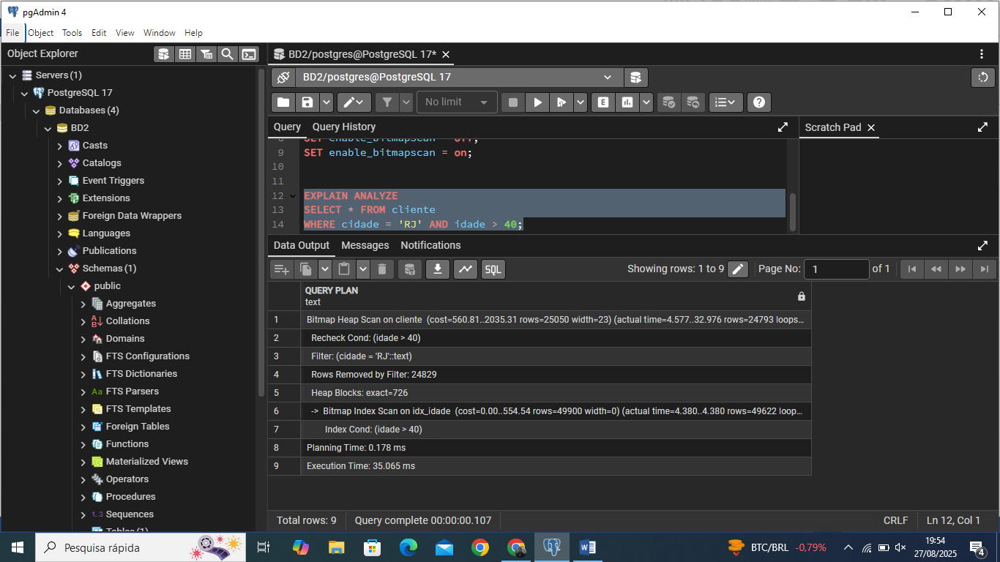 pgAdmin 4
File Object Tools Edit View Window Help
Object Explorer
BD2/postgres@PostgreSQL 17*
Servers (1)
PostgreSQL 17
Databases (4)
BD2
Casts
Catalogs
Event Triggers
Extensions
Foreign Data Wrappers
Languages
Publications
Schemas (1)
public
Aggregates
Collations
Domains
FTS Configurations
FTS Dictionaries
Aa FTS Parsers
FTS Templates
Foreign Tables
Functions
Materialized Views
Operators
Procedures
1..3 Sequences
Tables (1)
BD2/postgres@PostgreSQL 17
No limit
E
Query Query History
Scratch Pad
8 SET enable_bitmapscan = off;
9 SET enable_bitmapscan = on;
10
11
12 EXPLAIN ANALYZE
13 SELECT * FROM cliente
14 WHERE cidade = 'RJ' AND idade > 40;
Data Output Messages Notifications
SQL
Showing rows: 1 to 9
Page No: 1 of 1
QUERY PLAN
text
1 Bitmap Heap Scan on cliente (cost=560.81..2035.31 rows=25050 width=23) (actual time=4.577..32.976 rows=24793 loops...
2 Recheck Cond: (idade > 40)
3 Filter: (cidade = 'RJ'::text)
4 Rows Removed by Filter: 24829
5 Heap Blocks: exact=726
6 -> Bitmap Index Scan on idx_idade (cost=0.00..554.54 rows=49900 width=0) (actual time=4.380..4.380 rows=49622 loop...
7 Index Cond: (idade > 40)
8 Planning Time: 0.178 ms
9 Execution Time: 35.065 ms
Total rows: 9 Query complete 00:00:00.107 CRLF Ln 12, Col 1
Pesquisa rápida
BTC/BRL -0,79%
19:54
27/08/2025
4